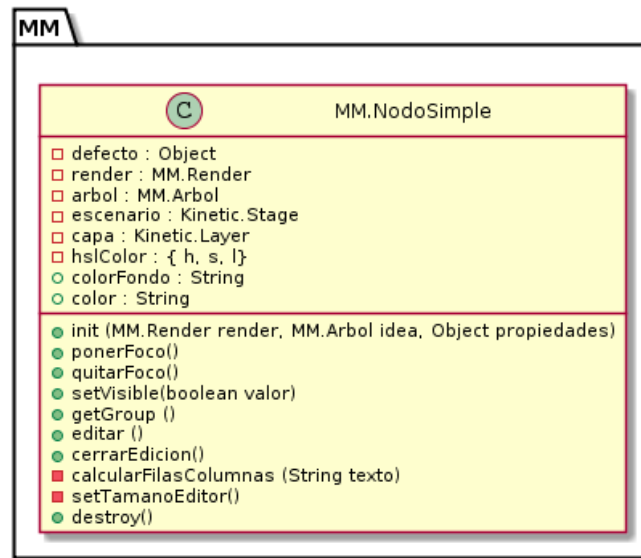 MM
C MM.NodoSimple
defecto : Object
render : MM.Render
arbol : MM.Arbol
escenario : Kinetic.Stage
capa : Kinetic.Layer
hslColor : { h, s, l}
colorFondo : String
color : String
init (MM.Render render, MM.Arbol idea, Object propiedades)
ponerFoco()
quitarFoco()
setVisible(boolean valor)
getGroup ()
editar ()
cerrarEdicion()
calcularFilasColumnas (String texto)
setTamanoEditor()
destroy()